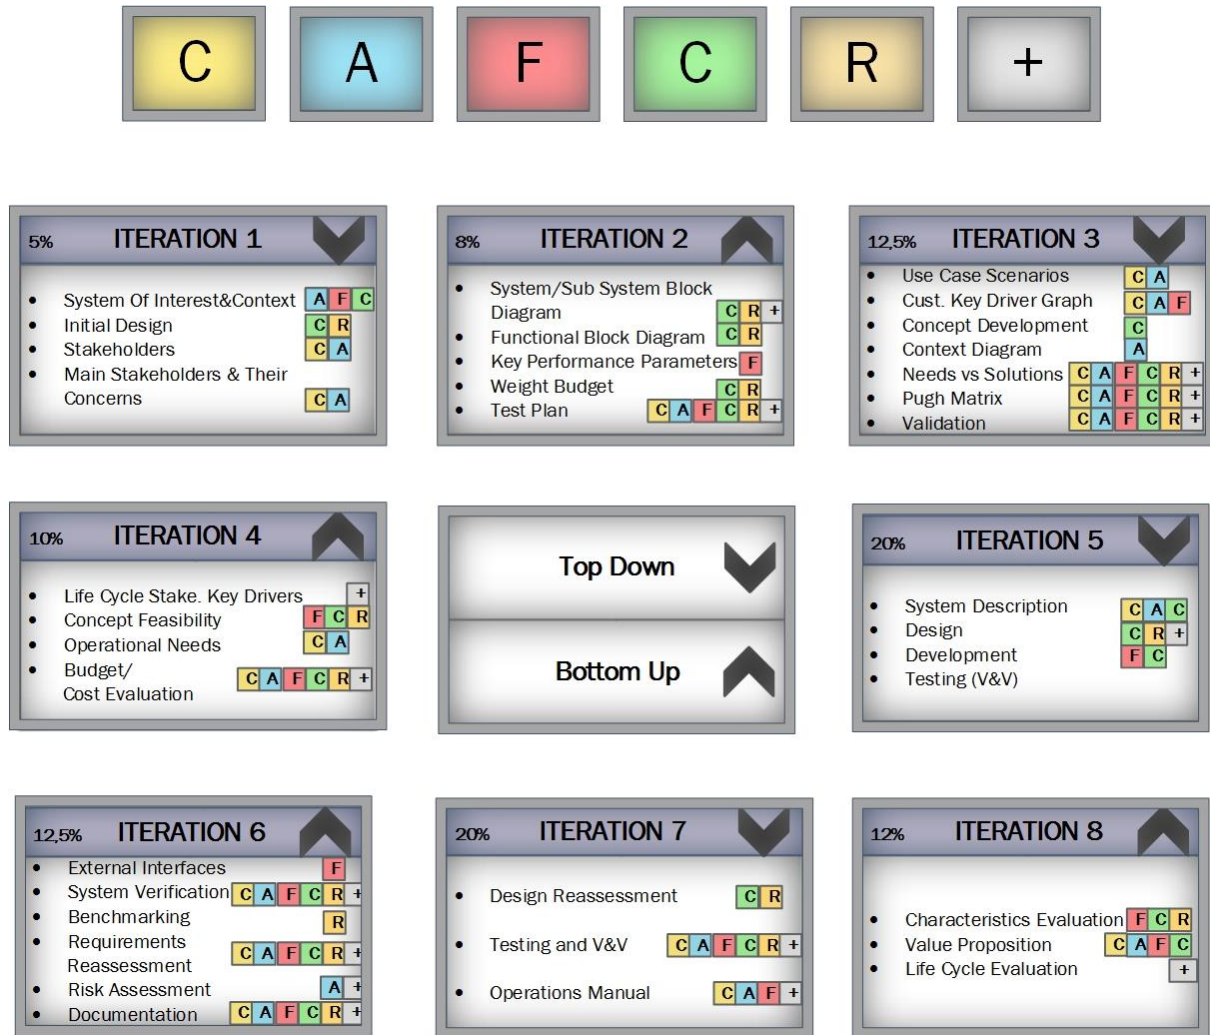 C A F C R +
5% ITERATION 1
• System Of Interest&Context A F C
• Initial Design C R
• Stakeholders C A
• Main Stakeholders & Their
Concerns C A
8% ITERATION 2
• System/Sub System Block
Diagram C R +
• Functional Block Diagram C R
• Key Performance Parameters F
• Weight Budget C R
• Test Plan C A F C R +
12,5% ITERATION 3
• Use Case Scenarios C A
• Cust. Key Driver Graph C A F
• Concept Development C
• Context Diagram A
• Needs vs Solutions C A F C R +
• Pugh Matrix C A F C R +
• Validation C A F C R +
10% ITERATION 4
• Life Cycle Stake. Key Drivers +
• Concept Feasibility F C R
• Operational Needs C A
• Budget/
Cost Evaluation C A F C R +
Top Down
Bottom Up
20% ITERATION 5
• System Description C A C
• Design C R +
• Development F C
• Testing (V&V)
12,5% ITERATION 6
• External Interfaces F
• System Verification C A F C R +
• Benchmarking R
• Requirements
Reassessment C A F C R +
• Risk Assessment A +
• Documentation C A F C R +
20% ITERATION 7
• Design Reassessment C R
• Testing and V&V C A F C R +
• Operations Manual C A F +
12% ITERATION 8
• Characteristics Evaluation F C R
• Value Proposition C A F C
• Life Cycle Evaluation +